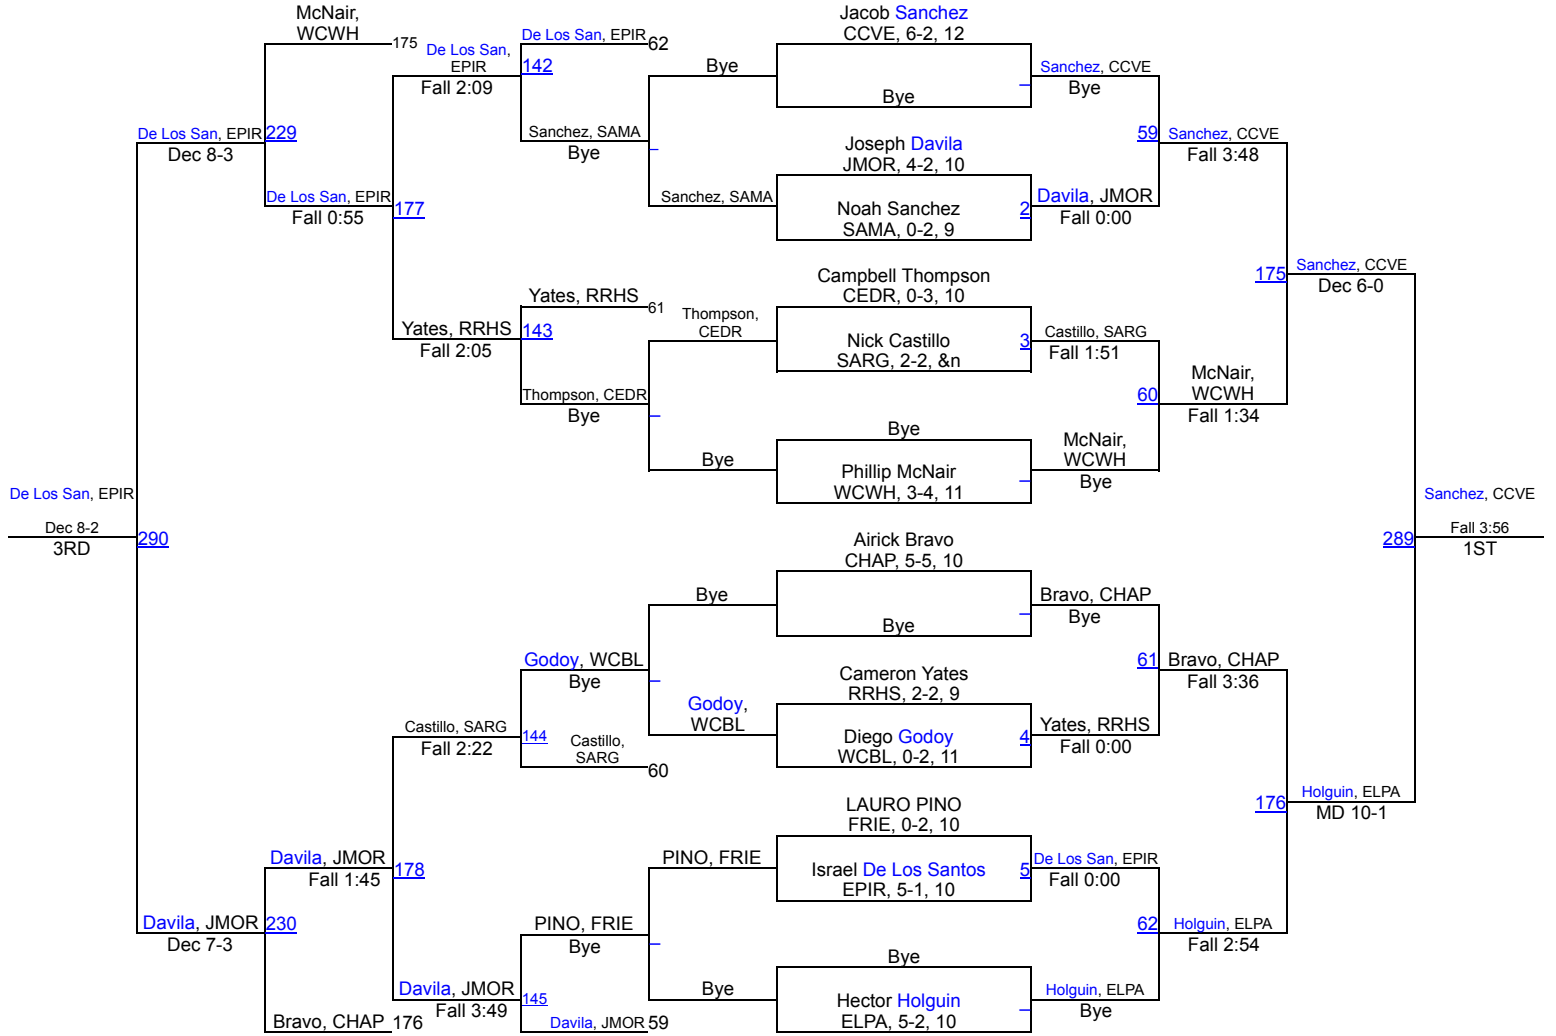 McNair,
WCWH
175
De Los San, EPIR
229
Dec 8-3
De Los San, EPIR
Fall 0:55
177
De Los San,
EPIR
Fall 2:09
142
De Los San, EPIR
62
Sanchez, SAMA
Bye
Bye
Sanchez, SAMA
Yates, RRHS
Fall 2:05
143
Yates, RRHS
61
Thompson, CEDR
Bye
Thompson,
CEDR
Bye
De Los San, EPIR
Dec 8-2
3RD
290
Jacob Sanchez
CCVE, 6-2, 12
Bye
Joseph Davila
JMOR, 4-2, 10
Noah Sanchez
SAMA, 0-2, 9
2
Campbell Thompson
CEDR, 0-3, 10
Nick Castillo
SARG, 2-2, &n
3
Bye
Phillip McNair
WCWH, 3-4, 11
Airick Bravo
CHAP, 5-5, 10
Bye
Cameron Yates
RRHS, 2-2, 9
Diego Godoy
WCBL, 0-2, 11
4
LAURO PINO
FRIE, 0-2, 10
Israel De Los Santos
EPIR, 5-1, 10
5
Bye
Hector Holguin
ELPA, 5-2, 10
Sanchez, CCVE
Bye
59
Davila, JMOR
Fall 0:00
Sanchez, CCVE
Fall 3:48
Castillo, SARG
Fall 1:51
60
McNair,
WCWH
Bye
McNair,
WCWH
Fall 1:34
175
Sanchez, CCVE
Dec 6-0
Bravo, CHAP
Bye
61
Yates, RRHS
Fall 0:00
Bravo, CHAP
Fall 3:36
De Los San, EPIR
Fall 0:00
62
Holguin, ELPA
Bye
Holguin, ELPA
Fall 2:54
176
Holguin, ELPA
MD 10-1
289
Sanchez, CCVE
Fall 3:56
1ST
Bye
Godoy, WCBL
Bye
Godoy,
WCBL
Castillo, SARG
Fall 2:22
144
Castillo,
SARG
60
Davila, JMOR
Fall 1:45
178
PINO, FRIE
PINO, FRIE
Bye
Bye
Davila, JMOR
Dec 7-3
230
Davila, JMOR
Fall 3:49
145
Davila, JMOR
59
Bravo, CHAP
176